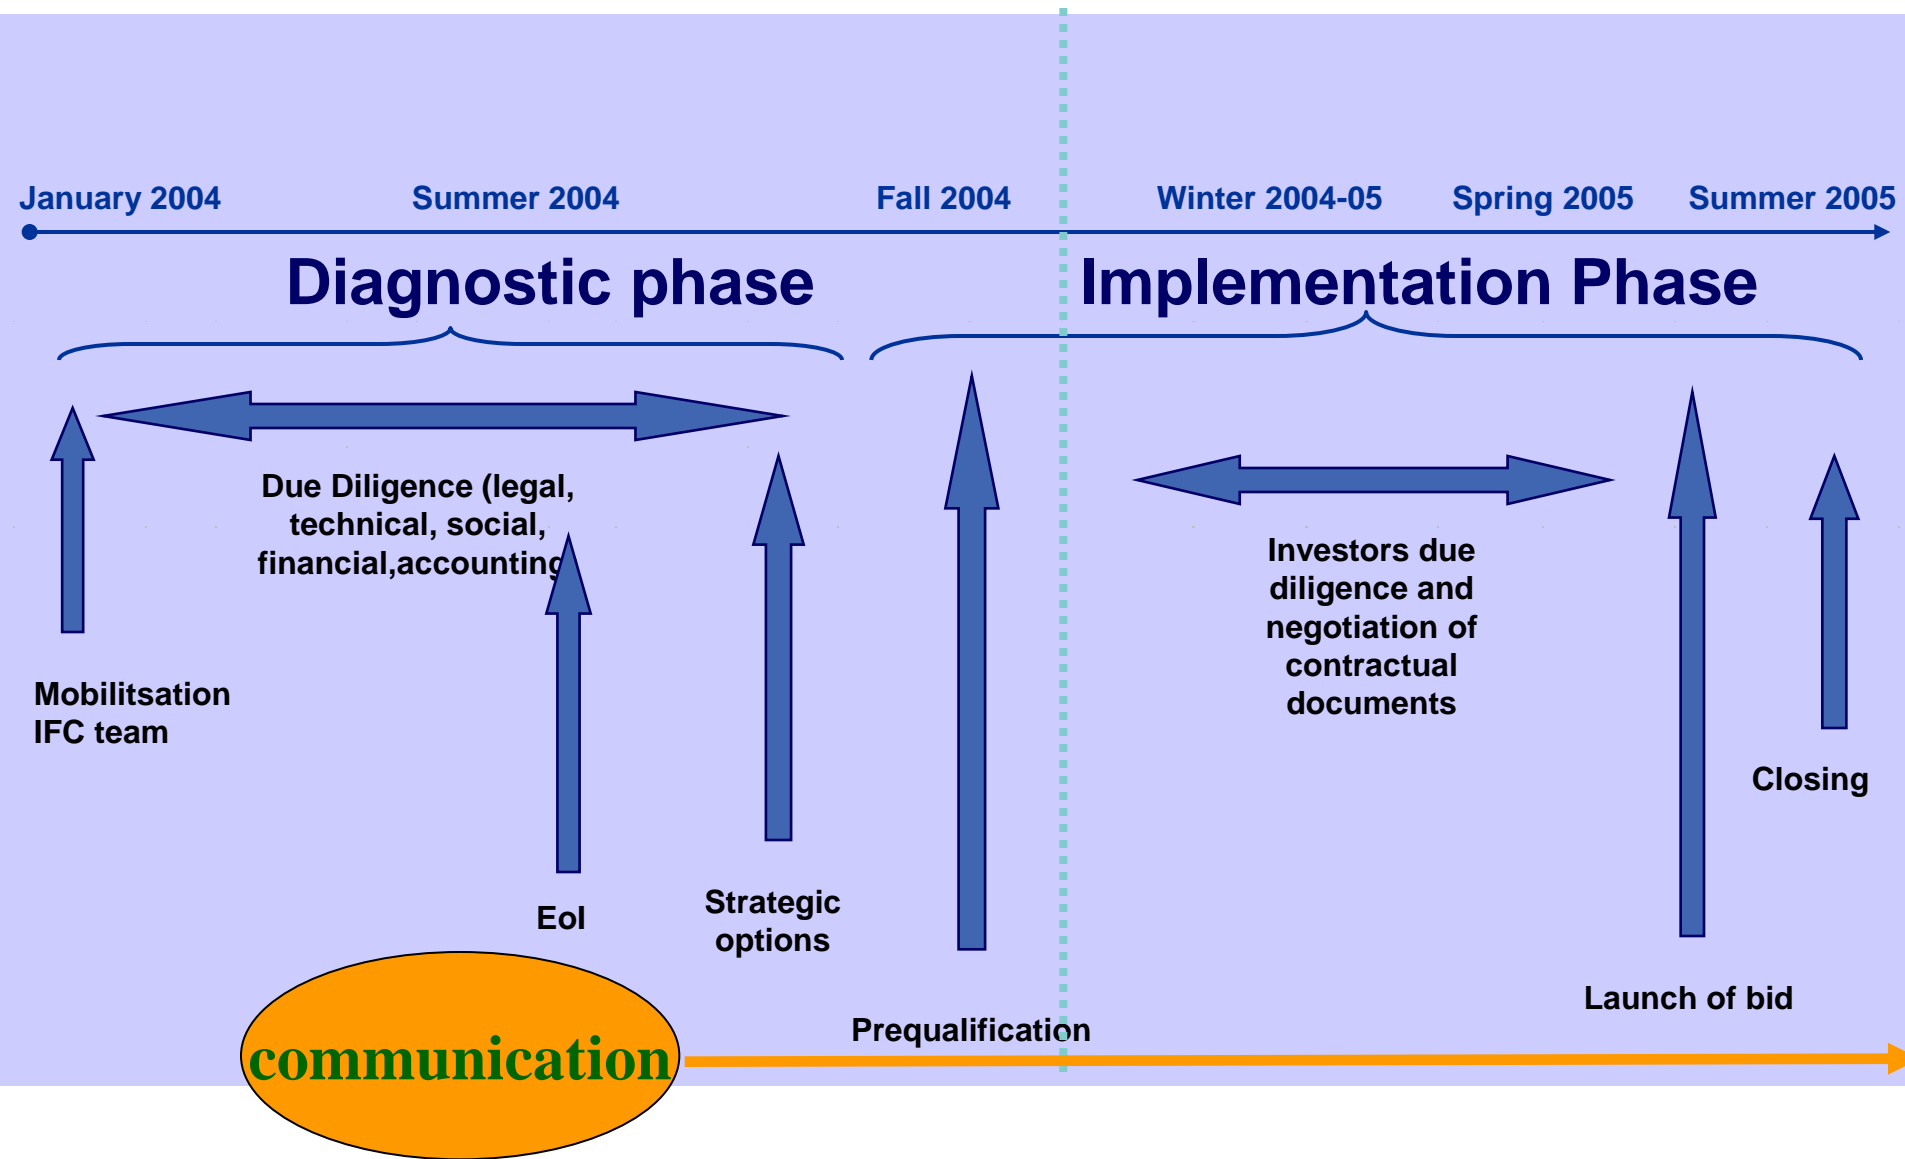 January 2004
Summer 2004
Fall 2004
Winter 2004-05
Spring 2005
Summer 2005
Diagnostic phase
Implementation Phase
Due Diligence (legal,
technical, social,
financial,accounting
Investors due
diligence and
negotiation of
contractual
documents
Mobilitsation
IFC team
Closing
EoI
Strategic
options
Launch of bid
Prequalification
communication